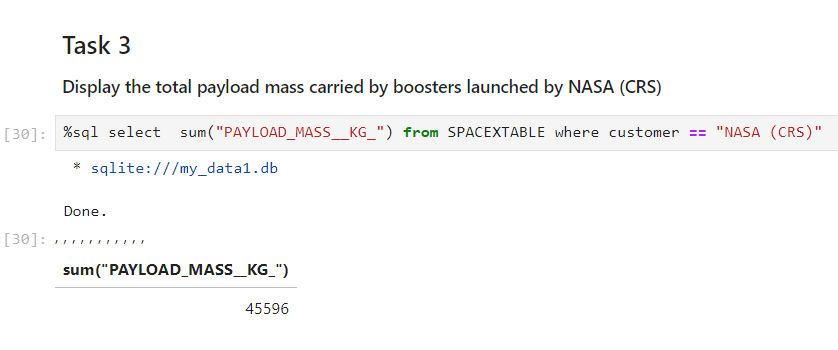 Task 3
Display the total payload mass carried by boosters launched by NASA (CRS)
[30]: %sql select  sum("PAYLOAD_MASS__KG_") from SPACEXTABLE where customer == "NASA (CRS)"
* sqlite:///my_data1.db
Done.
[30]: , , , , , , , , , , ,
sum("PAYLOAD_MASS__KG_")
45596